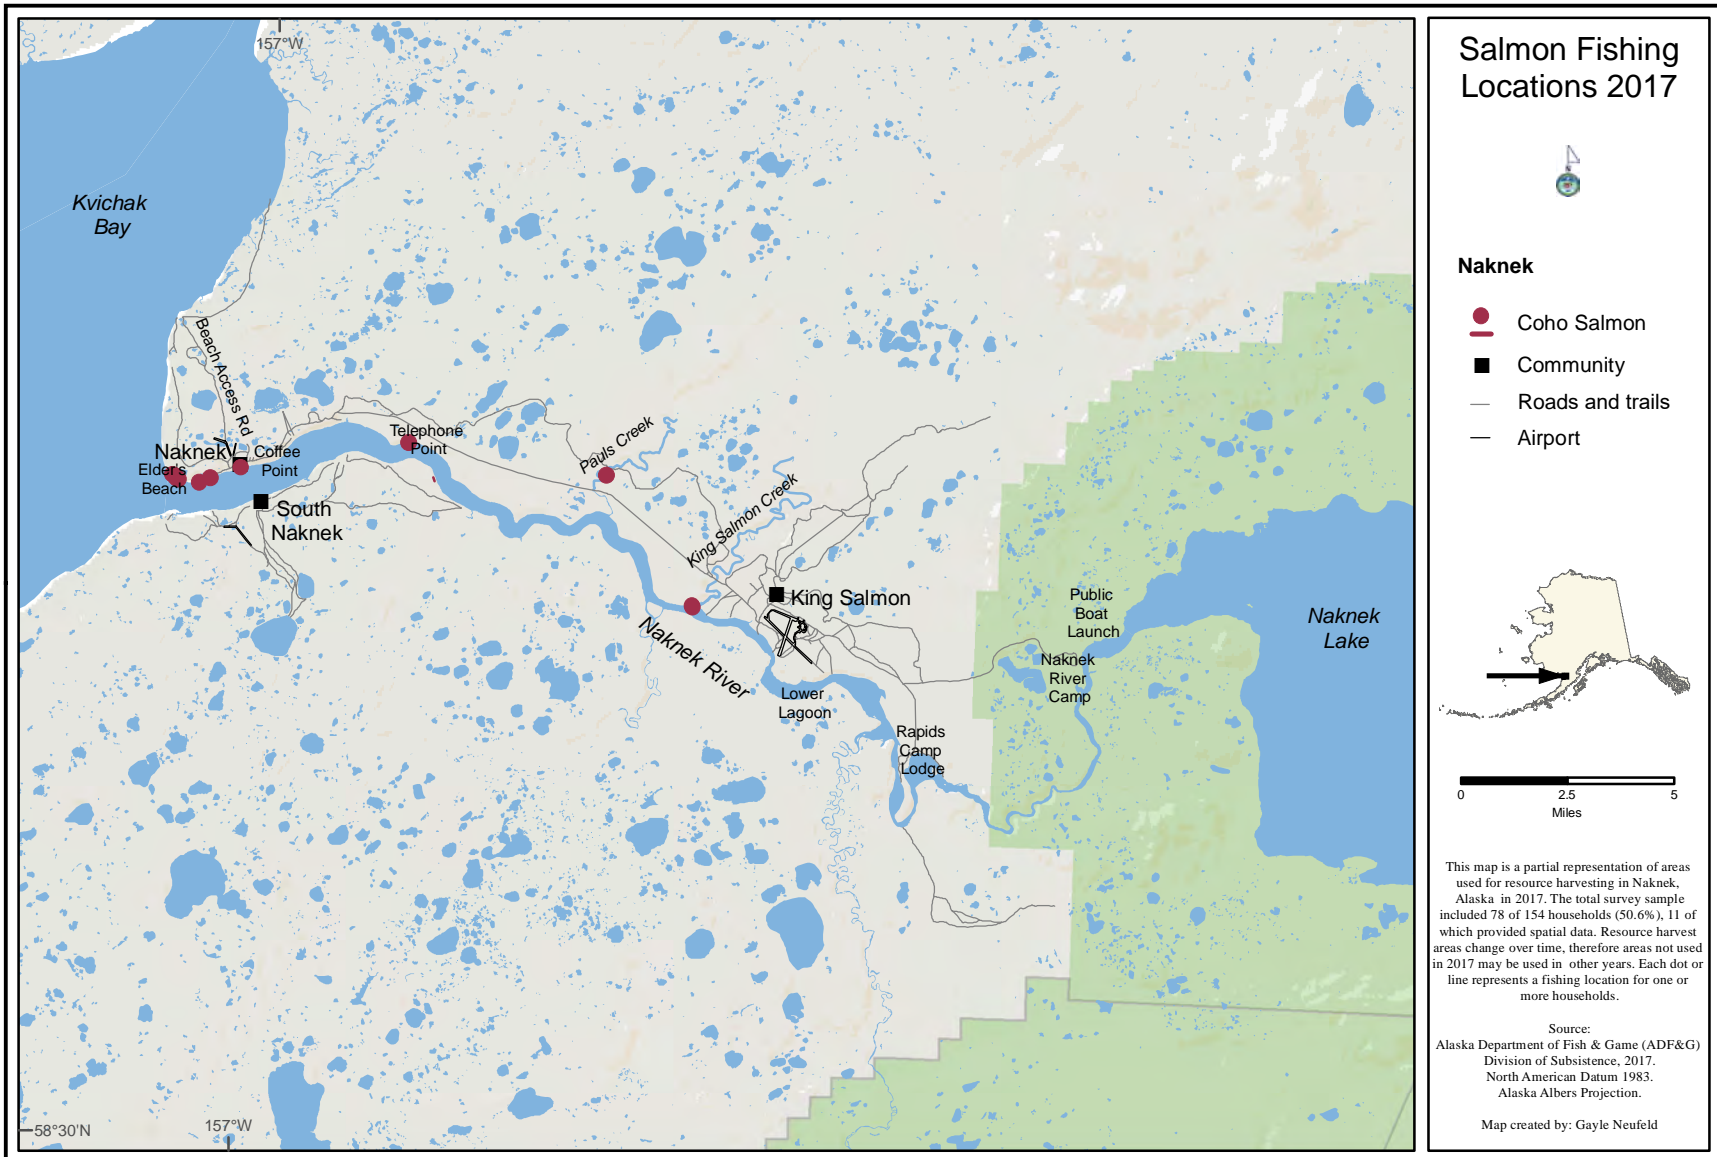 Salmon Fishing
Locations 2017
Naknek
Coho Salmon
Community
Roads and trails
Airport
0
2.5
5
Miles
This map is a partial representation of areas
used for resource harvesting in Naknek,
Alaska in 2017. The total survey sample
included 78 of 154 households (50.6%), 11 of
which provided spatial data. Resource harvest
areas change over time, therefore areas not used
in 2017 may be used in other years. Each dot or
line represents a fishing location for one or
more households.
Source:
Alaska Department of Fish & Game (ADF&G)
Division of Subsistence, 2017.
North American Datum 1983.
Alaska Albers Projection.
Map created by: Gayle Neufeld
157°W
Kvichak
Bay
Beach Access Rd
Naknek
Coffee
Point
Elder's
Beach
South
Naknek
Telephone
Point
Pauls Creek
King Salmon Creek
King Salmon
Naknek River
Lower
Lagoon
Rapids
Camp
Lodge
Public
Boat
Launch
Naknek
River
Camp
Naknek
Lake
58°30'N
157°W